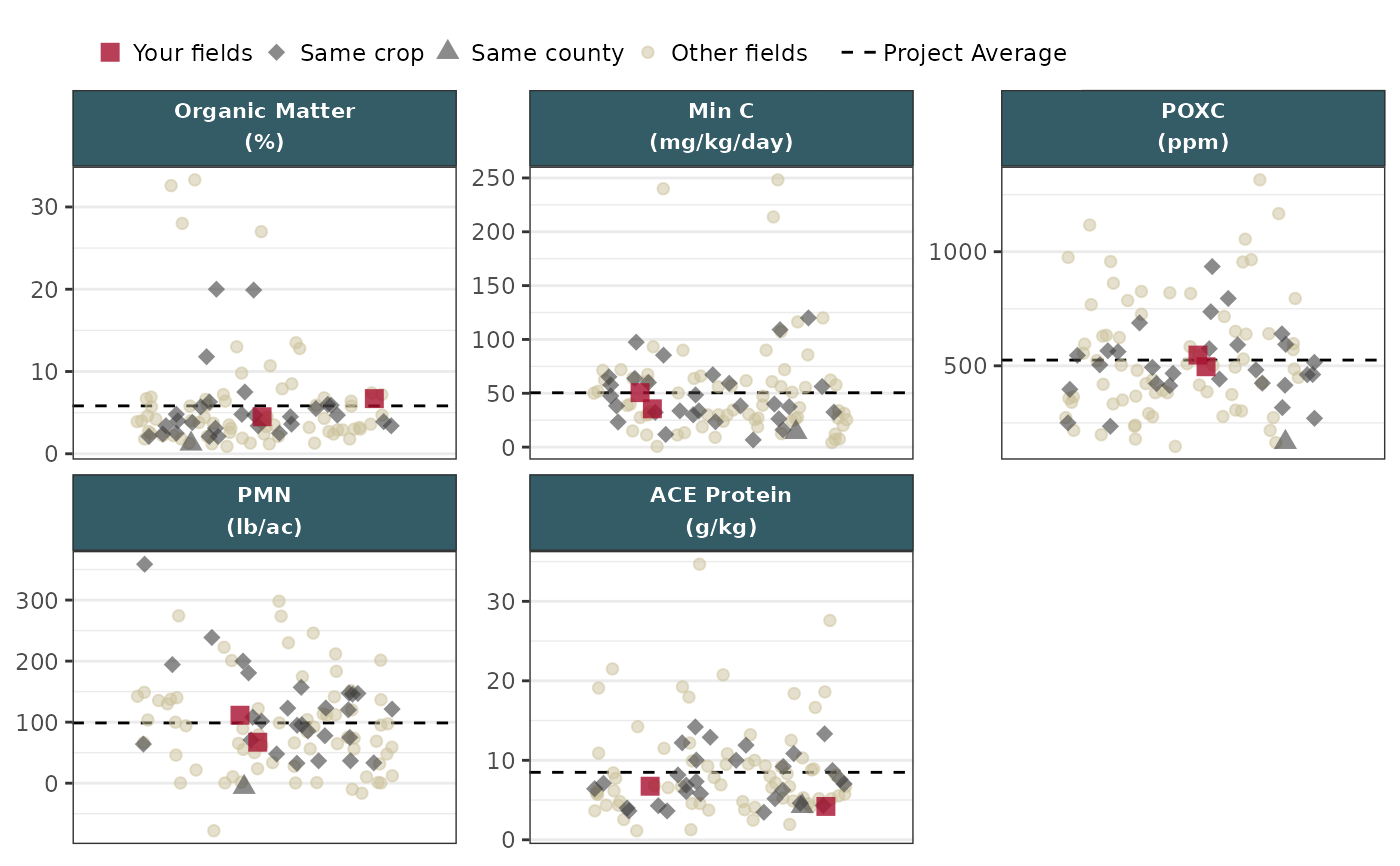 Your fields Same crop Same county Other fields Project Average
Organic Matter
(%)
30
20
10
0
Min C
(mg/kg/day)
250
200
150
100
50
0
POXC
(ppm)
1000
500
PMN
(lb/ac)
300
200
100
0
ACE Protein
(g/kg)
30
20
10
0